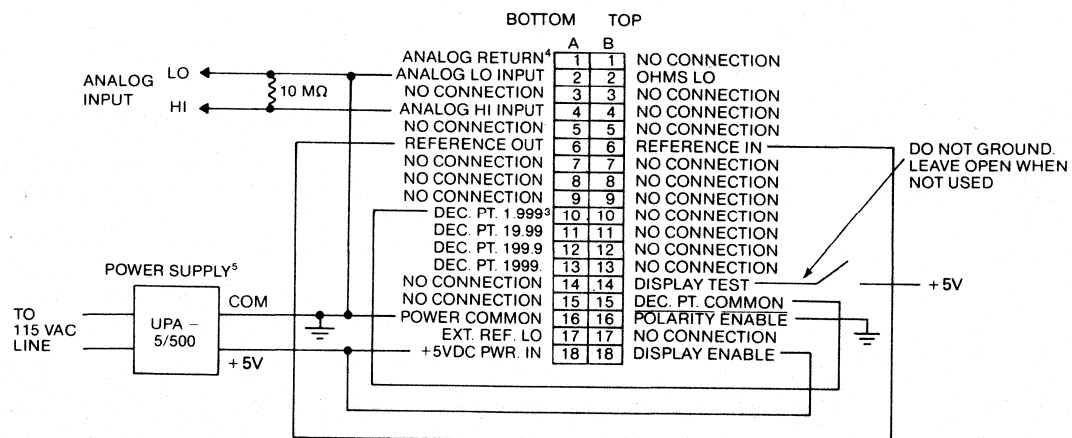 BOTTOM TOP
A B
ANALOG RETURN⁴ 1 1 NO CONNECTION
ANALOG LO INPUT 2 2 OHMS LO
NO CONNECTION 3 3 NO CONNECTION
ANALOG HI INPUT 4 4 NO CONNECTION
NO CONNECTION 5 5 NO CONNECTION
REFERENCE OUT 6 6 REFERENCE IN
NO CONNECTION 7 7 NO CONNECTION
NO CONNECTION 8 8 NO CONNECTION
NO CONNECTION 9 9 NO CONNECTION
DEC. PT. 1.999³ 10 10 NO CONNECTION
DEC. PT. 19.99 11 11 NO CONNECTION
DEC. PT. 199.9 12 12 NO CONNECTION
DEC. PT. 1999. 13 13 NO CONNECTION
NO CONNECTION 14 14 DISPLAY TEST
NO CONNECTION 15 15 DEC. PT. COMMON
POWER COMMON 16 16 POLARITY ENABLE
EXT. REF. LO 17 17 NO CONNECTION
+5VDC PWR. IN 18 18 DISPLAY ENABLE
ANALOG
INPUT
LO
HI
10 MΩ
DO NOT GROUND.
LEAVE OPEN WHEN
NOT USED
+5V
POWER SUPPLY⁵
TO
115 VAC
LINE
UPA –
5/500
COM
+5V